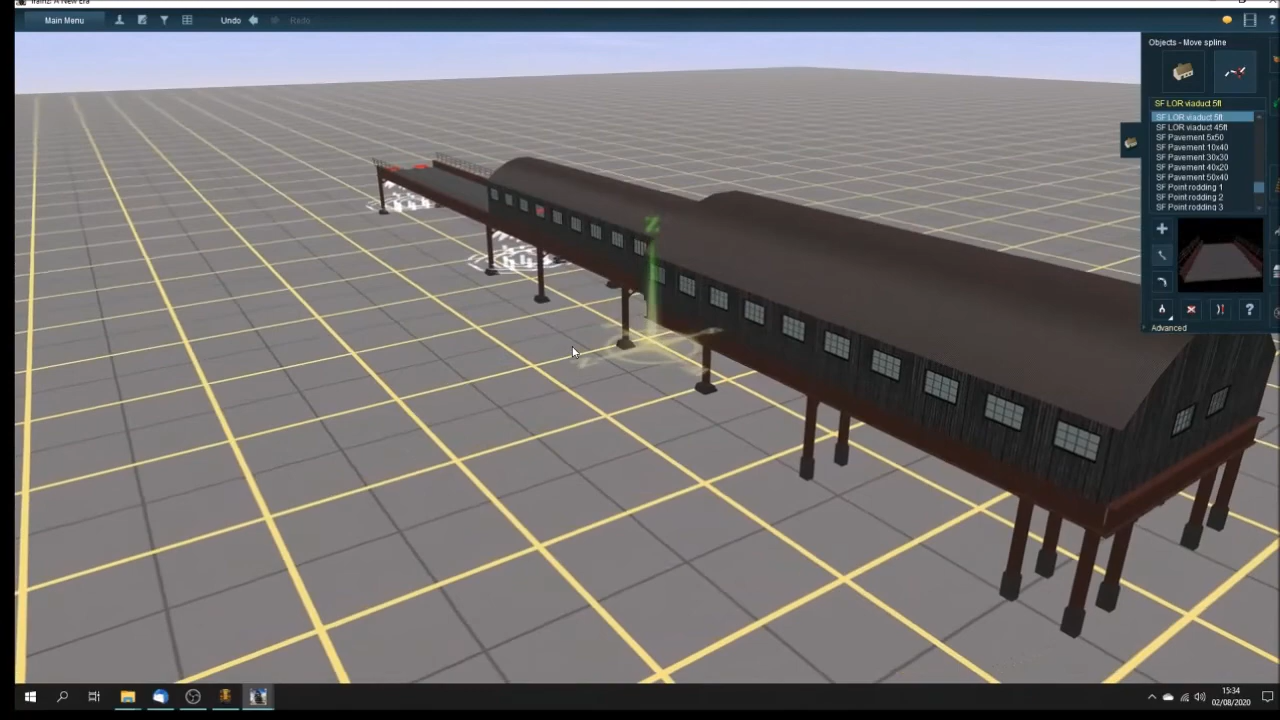 Trainz: A New Era
Main Menu
Undo
Redo
?
Objects - Move spline
SF LOR viaduct 5ft
SF LOR viaduct 5ft
SF LOR viaduct 45ft
SF Pavement 5x50
SF Pavement 10x40
SF Pavement 30x30
SF Pavement 40x20
SF Pavement 50x40
SF Point rodding 1
SF Point rodding 2
SF Point rodding 3
?
Advanced
Z
15:34
02/08/2020